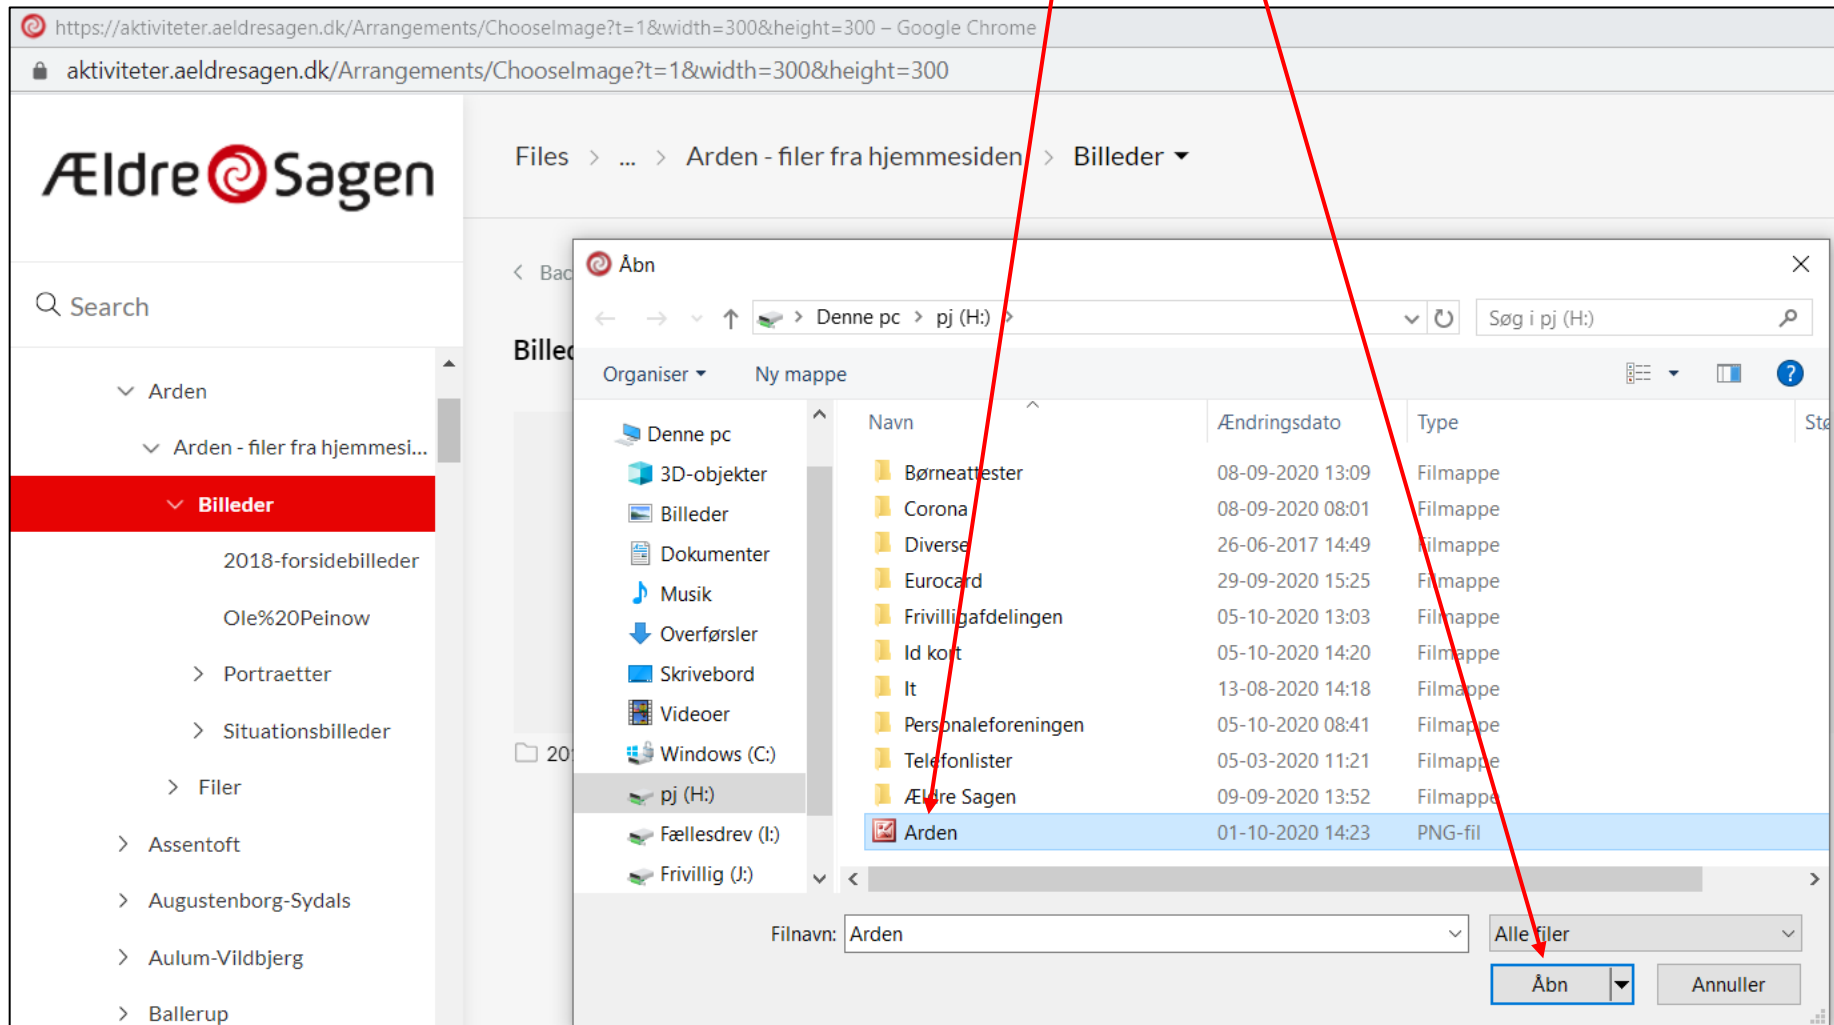 https://aktiviteter.aeldresagen.dk/Arrangements/ChooseImage?t=1&width=300&height=300 – Google Chrome
aktiviteter.aeldresagen.dk/Arrangements/ChooseImage?t=1&width=300&height=300
Ældre Sagen
Search
Arden
Arden - filer fra hjemmesi...
Billeder
2018-forsidebilleder
Ole%20Peinow
Portraetter
Situationsbilleder
Filer
Assentoft
Augustenborg-Sydals
Aulum-Vildbjerg
Ballerup
Files > ... > Arden - filer fra hjemmesiden > Billeder
Bac
Billed
20
Åbn
Denne pc > pj (H:) >
Søg i pj (H:)
Organiser
Ny mappe
Denne pc
3D-objekter
Billeder
Dokumenter
Musik
Overførsler
Skrivebord
Videoer
Windows (C:)
pj (H:)
Fællesdrev (I:)
Frivillig (J:)
Navn Ændringsdato Type Stø
Børneattester 08-09-2020 13:09 Filmappe
Corona 08-09-2020 08:01 Filmappe
Diverse 26-06-2017 14:49 Filmappe
Eurocard 29-09-2020 15:25 Filmappe
Frivilligafdelingen 05-10-2020 13:03 Filmappe
Id kort 05-10-2020 14:20 Filmappe
It 13-08-2020 14:18 Filmappe
Personaleforeningen 05-10-2020 08:41 Filmappe
Telefonlister 05-03-2020 11:21 Filmappe
Ældre Sagen 09-09-2020 13:52 Filmappe
Arden 01-10-2020 14:23 PNG-fil
Filnavn: Arden
Alle filer
Åbn
Annuller